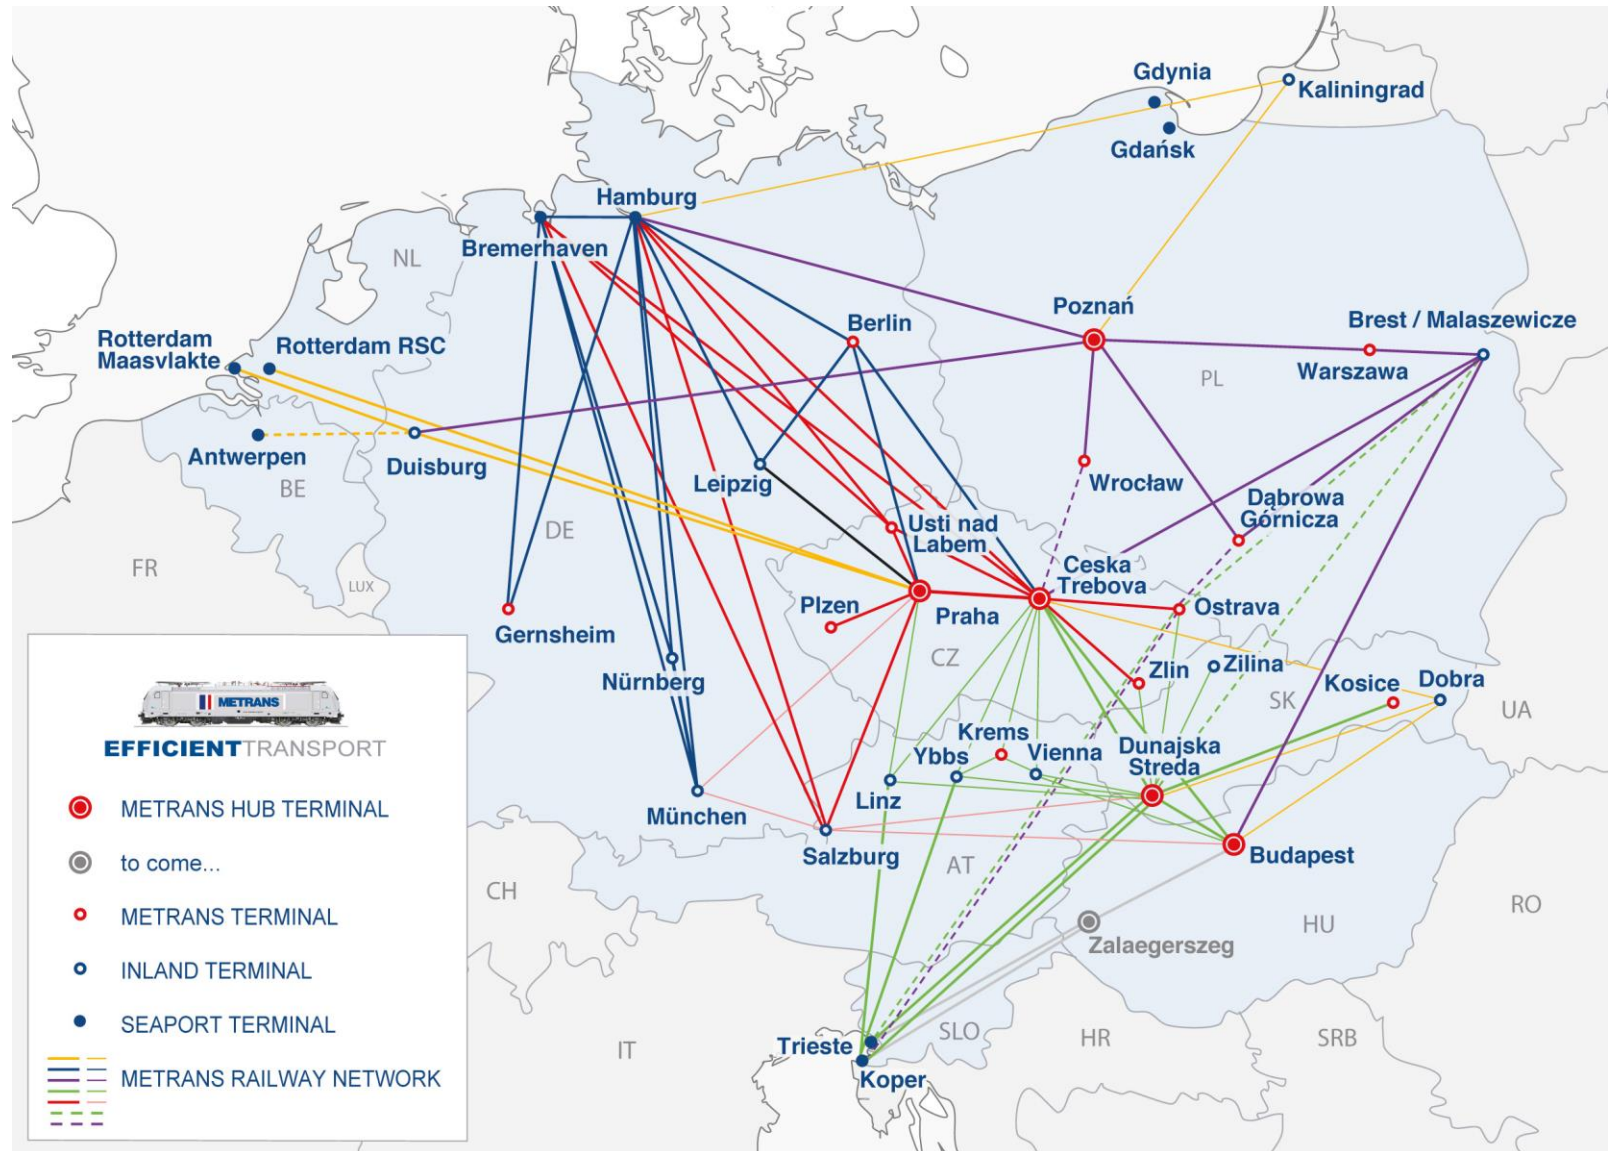 Gdynia
Kaliningrad
Gdańsk
Hamburg
Bremerhaven
NL
Poznań
Berlin
Brest / Malaszewicze
Rotterdam
Maasvlakte
Rotterdam RSC
Warszawa
PL
Antwerpen
Duisburg
BE
Leipzig
Wrocław
Dąbrowa
Górnicza
DE
Usti nad
Labem
Ceska
Trebova
FR
LUX
Plzen
Praha
Ostrava
Gernsheim
CZ
Nürnberg
Zlin
Zilina
SK
Kosice
Dobra
UA
Krems
Ybbs
Vienna
Dunajska
Streda
Linz
München
Salzburg
Budapest
AT
CH
HU
RO
Zalaegerszeg
SLO
HR
SRB
IT
Trieste
Koper
METRANS
EFFICIENTTRANSPORT
METRANS HUB TERMINAL
to come...
METRANS TERMINAL
INLAND TERMINAL
SEAPORT TERMINAL
METRANS RAILWAY NETWORK